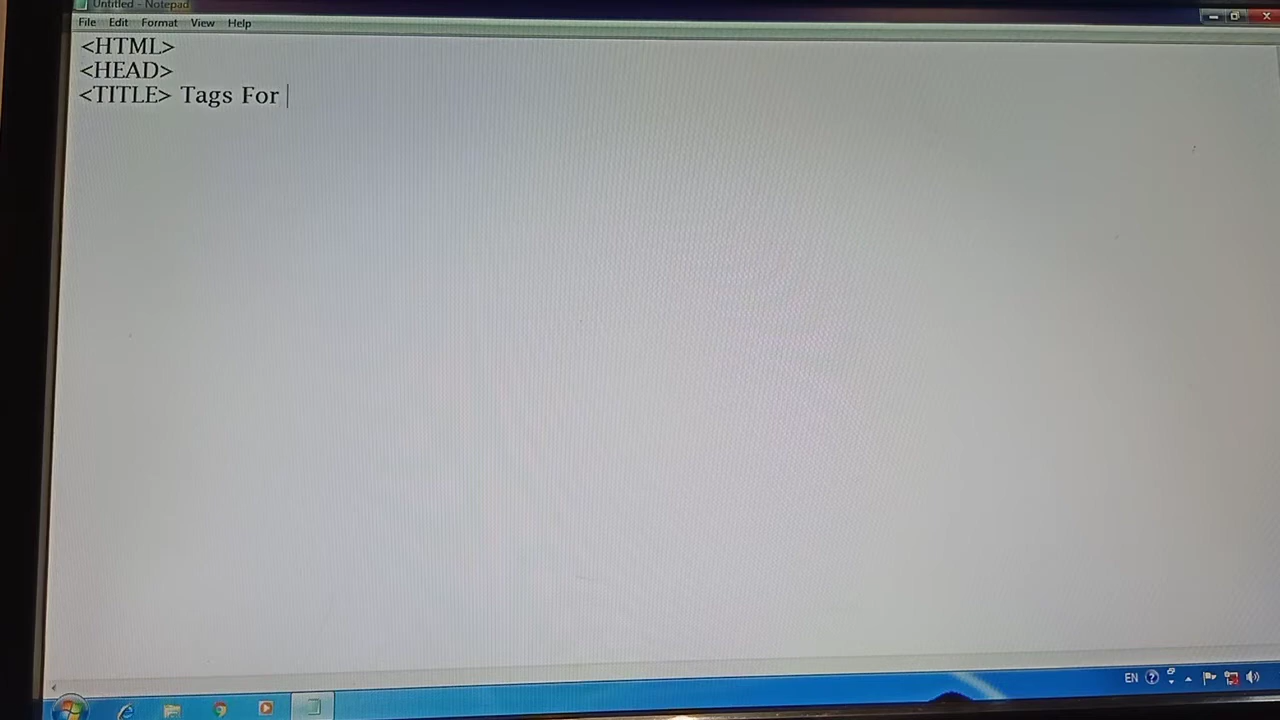 Untitled - Notepad
File Edit Format View Help
<HTML>
<HEAD>
<TITLE> Tags For
EN